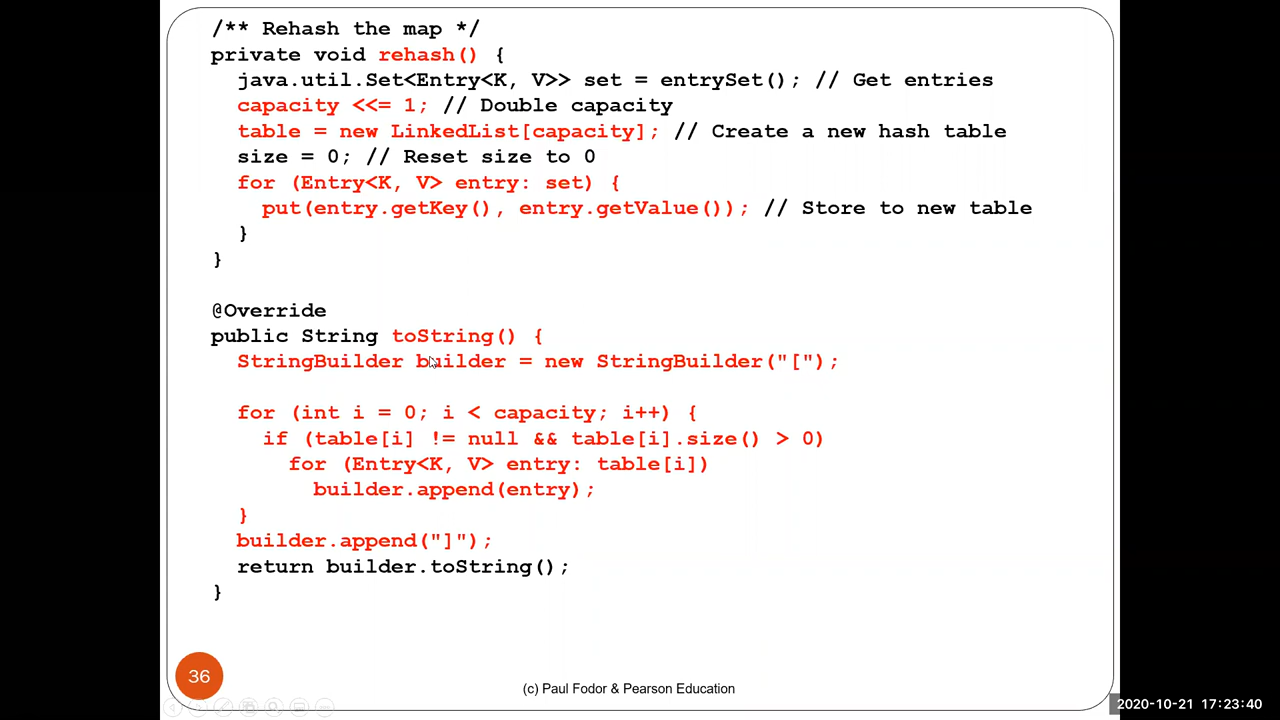 /** Rehash the map */
private void rehash() {
  java.util.Set<Entry<K, V>> set = entrySet(); // Get entries
  capacity <<= 1; // Double capacity
  table = new LinkedList[capacity]; // Create a new hash table
  size = 0; // Reset size to 0
  for (Entry<K, V> entry: set) {
    put(entry.getKey(), entry.getValue()); // Store to new table
  }
}
@Override
public String toString() {
  StringBuilder builder = new StringBuilder("[");
  for (int i = 0; i < capacity; i++) {
    if (table[i] != null && table[i].size() > 0)
      for (Entry<K, V> entry: table[i])
        builder.append(entry);
  }
  builder.append("]");
  return builder.toString();
}
36
(c) Paul Fodor & Pearson Education
2020-10-21 17:23:40